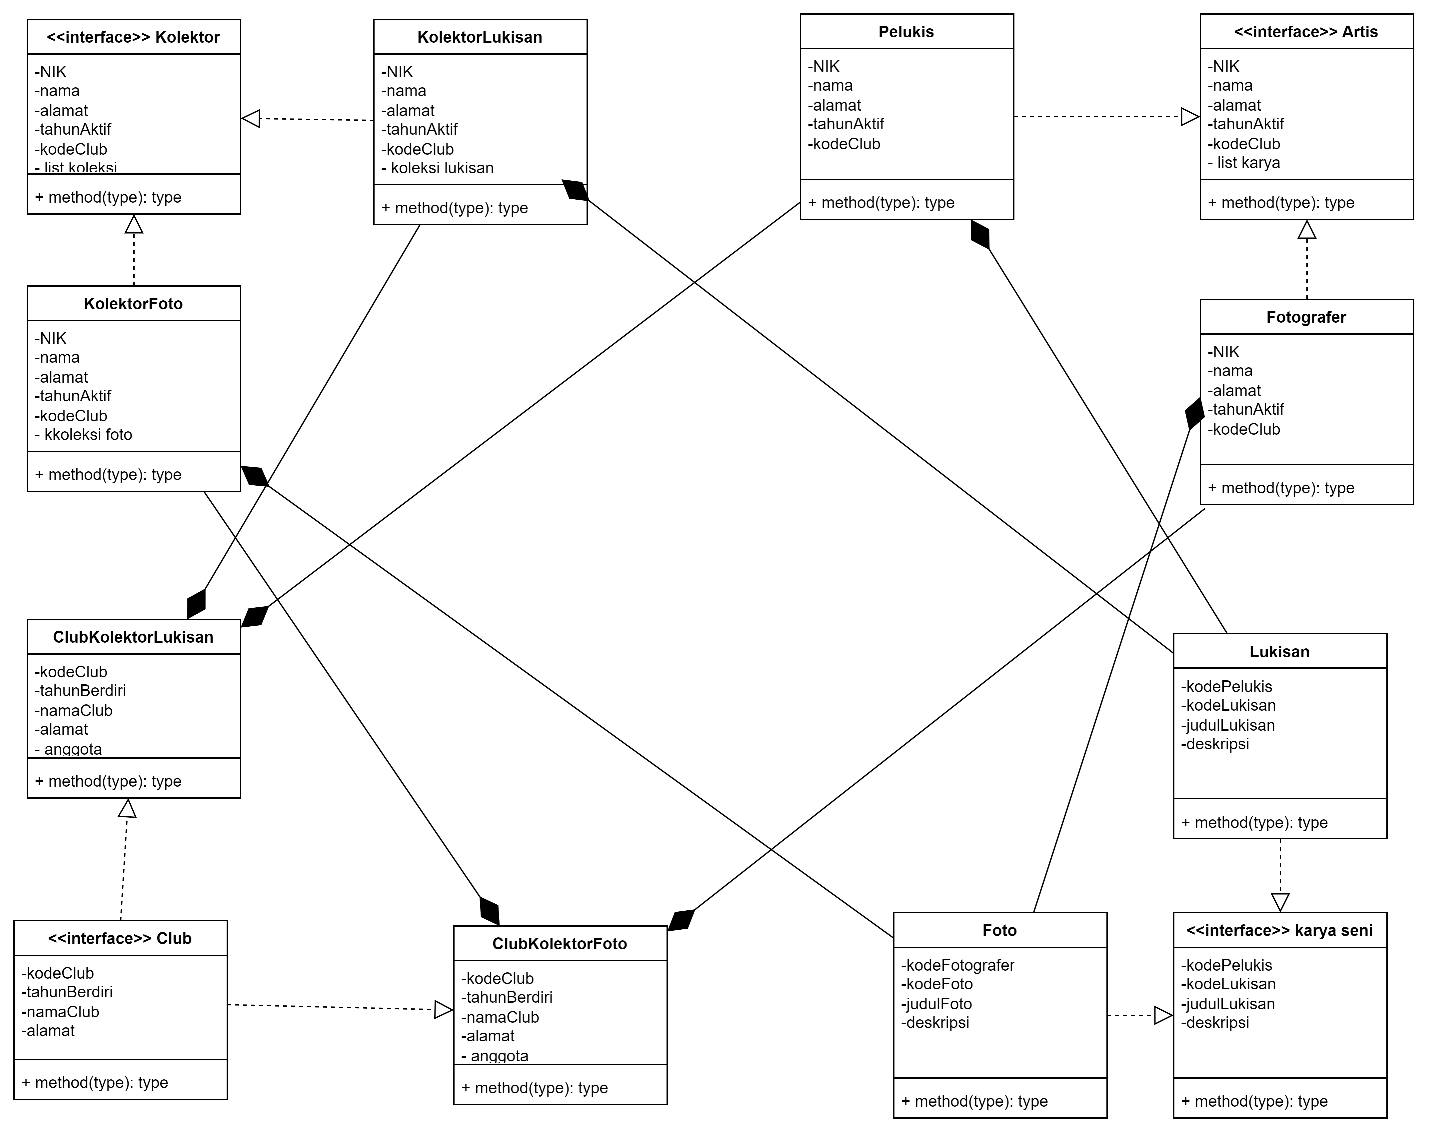 <<interface>> Kolektor
-NIK
-nama
-alamat
-tahunAktif
-kodeClub
- list koleksi
+ method(type): type
KolektorLukisan
-NIK
-nama
-alamat
-tahunAktif
-kodeClub
- koleksi lukisan
+ method(type): type
Pelukis
-NIK
-nama
-alamat
-tahunAktif
-kodeClub
+ method(type): type
<<interface>> Artis
-NIK
-nama
-alamat
-tahunAktif
-kodeClub
- list karya
+ method(type): type
KolektorFoto
-NIK
-nama
-alamat
-tahunAktif
-kodeClub
- kkoleksi foto
+ method(type): type
Fotografer
-NIK
-nama
-alamat
-tahunAktif
-kodeClub
+ method(type): type
ClubKolektorLukisan
-kodeClub
-tahunBerdiri
-namaClub
-alamat
- anggota
+ method(type): type
Lukisan
-kodePelukis
-kodeLukisan
-judulLukisan
-deskripsi
+ method(type): type
<<interface>> Club
-kodeClub
-tahunBerdiri
-namaClub
-alamat
+ method(type): type
ClubKolektorFoto
-kodeClub
-tahunBerdiri
-namaClub
-alamat
- anggota
+ method(type): type
Foto
-kodeFotografer
-kodeFoto
-judulFoto
-deskripsi
+ method(type): type
<<interface>> karya seni
-kodePelukis
-kodeLukisan
-judulLukisan
-deskripsi
+ method(type): type